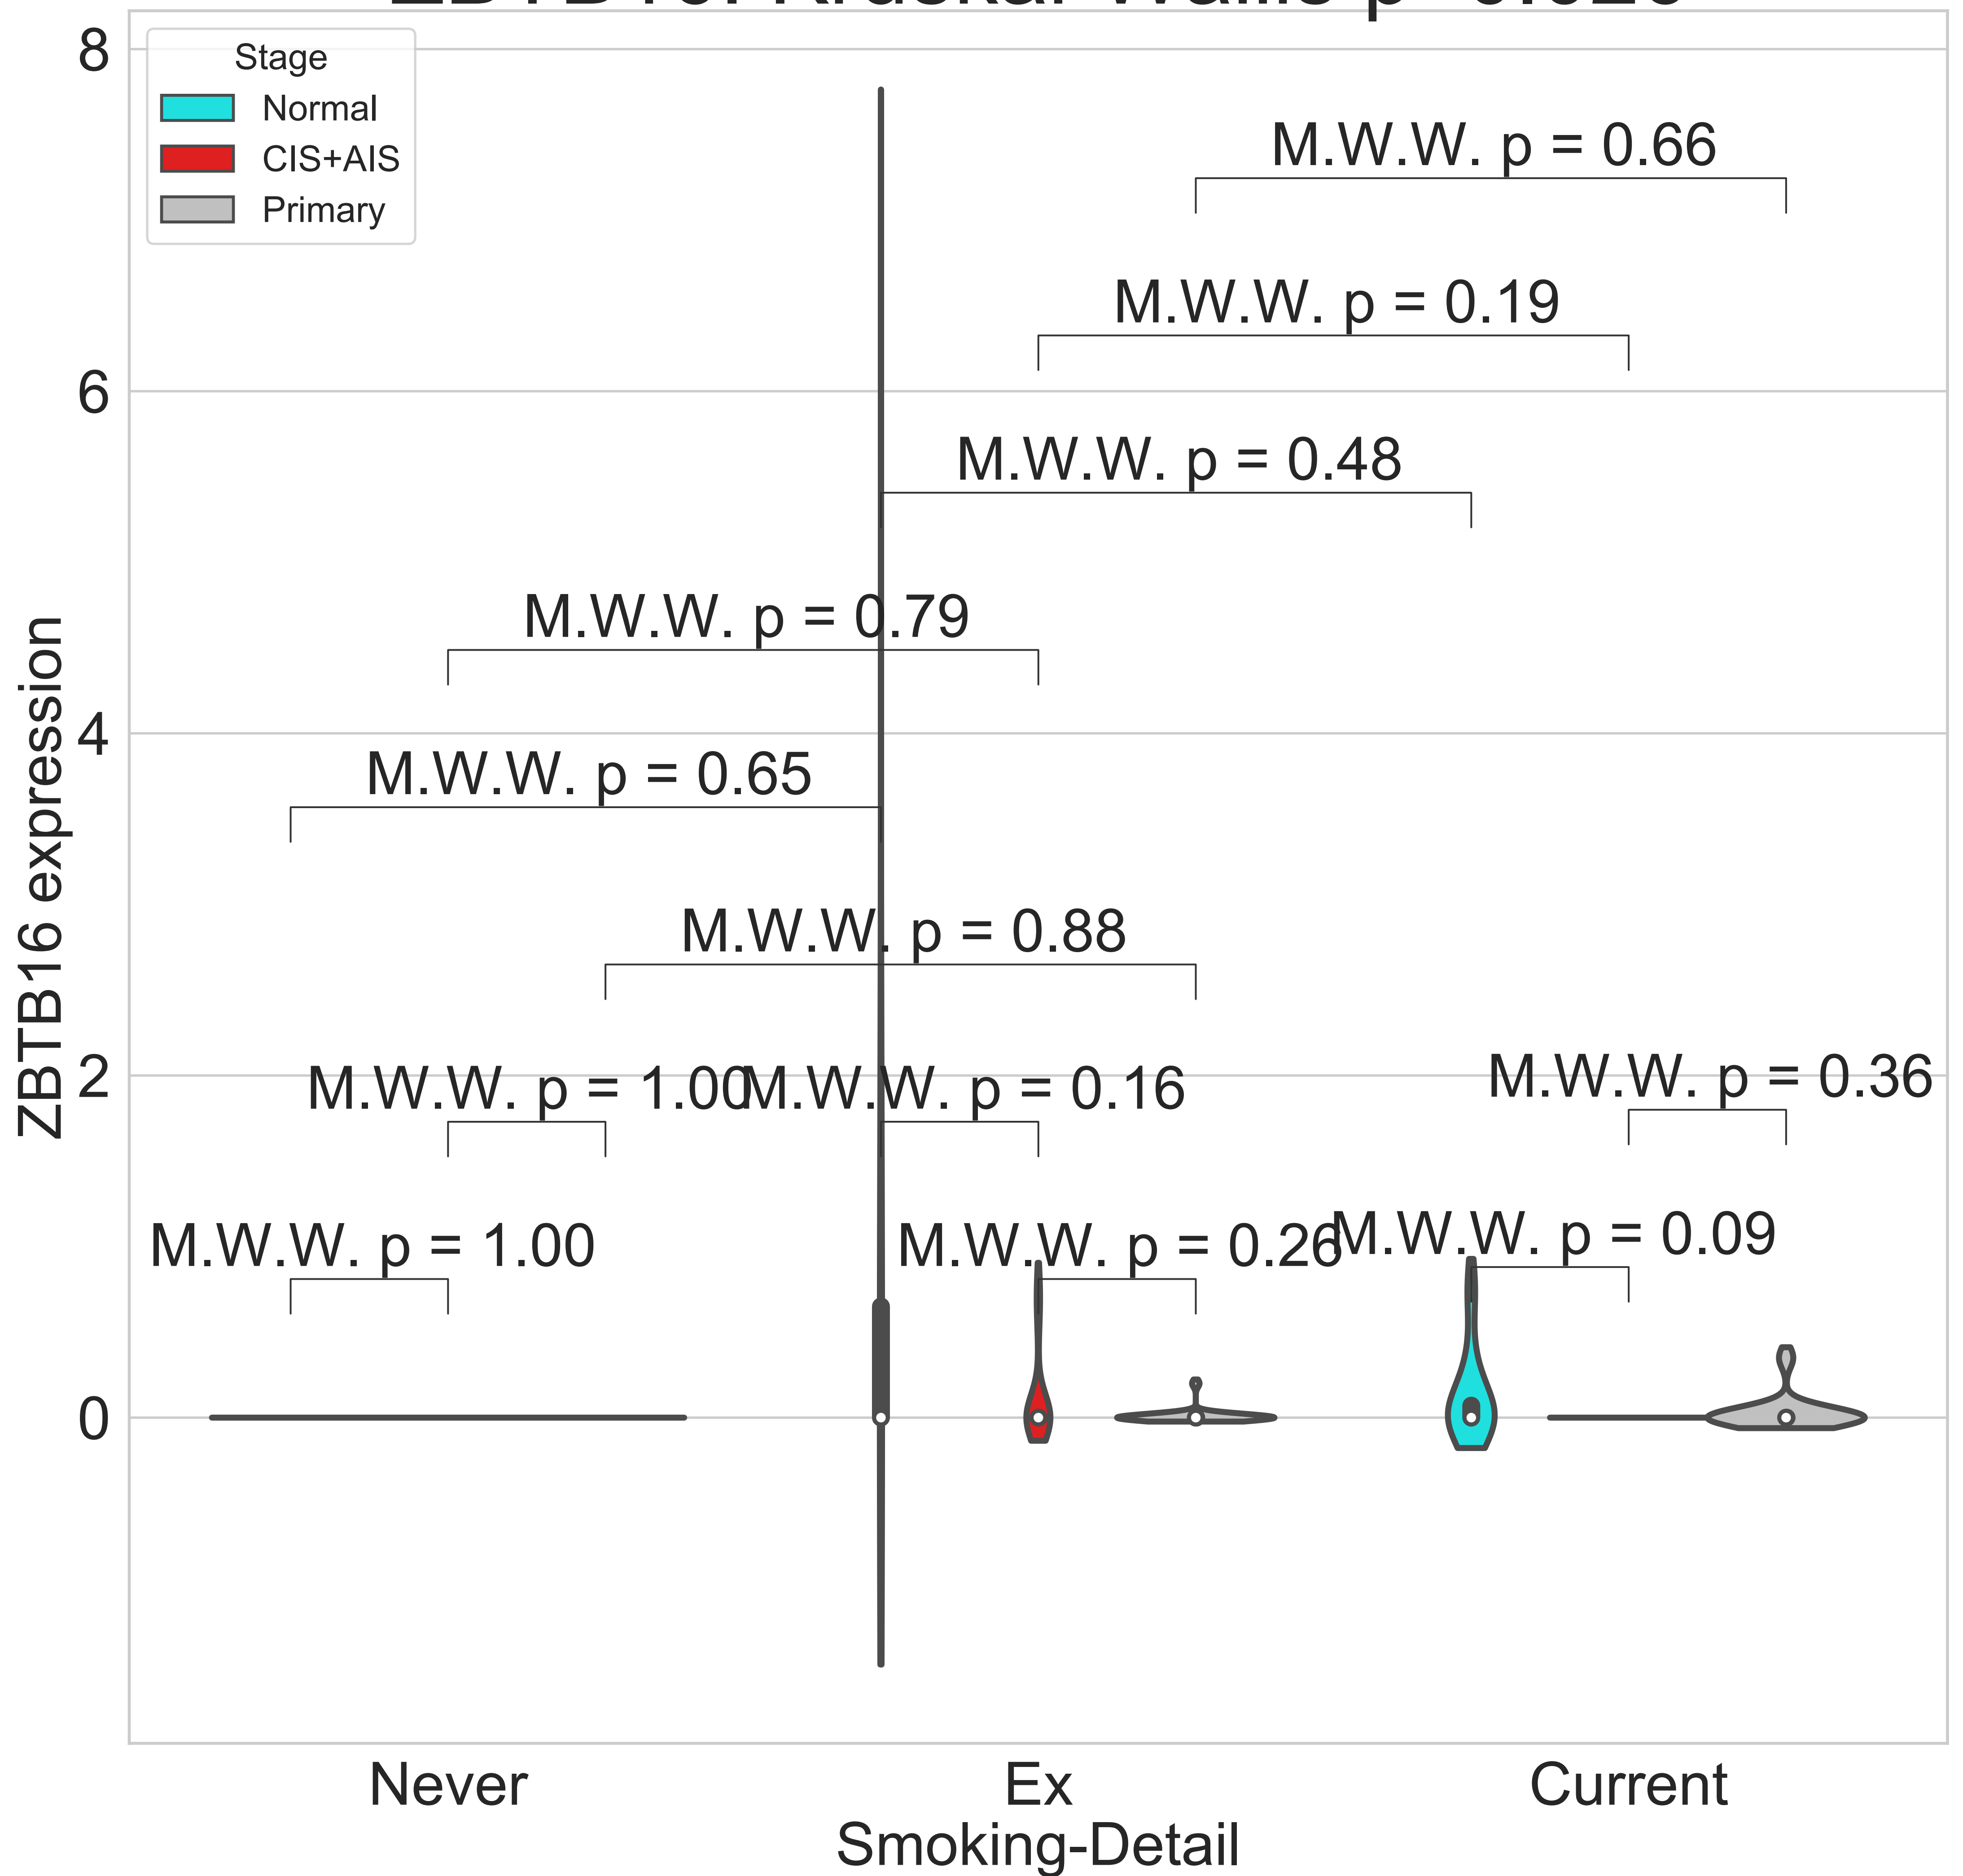 8
Stage
Normal
CIS+AIS
Primary
M.W.W. p = 0.66
M.W.W. p = 0.19
6
M.W.W. p = 0.48
M.W.W. p = 0.79
4
M.W.W. p = 0.65
M.W.W. p = 0.88
2
M.W.W. p = 1.00
M.W.W. p = 0.16
M.W.W. p = 0.36
M.W.W. p = 1.00
M.W.W. p = 0.26
M.W.W. p = 0.09
0
ZBTB16 expression
Never
Ex
Current
Smoking-Detail